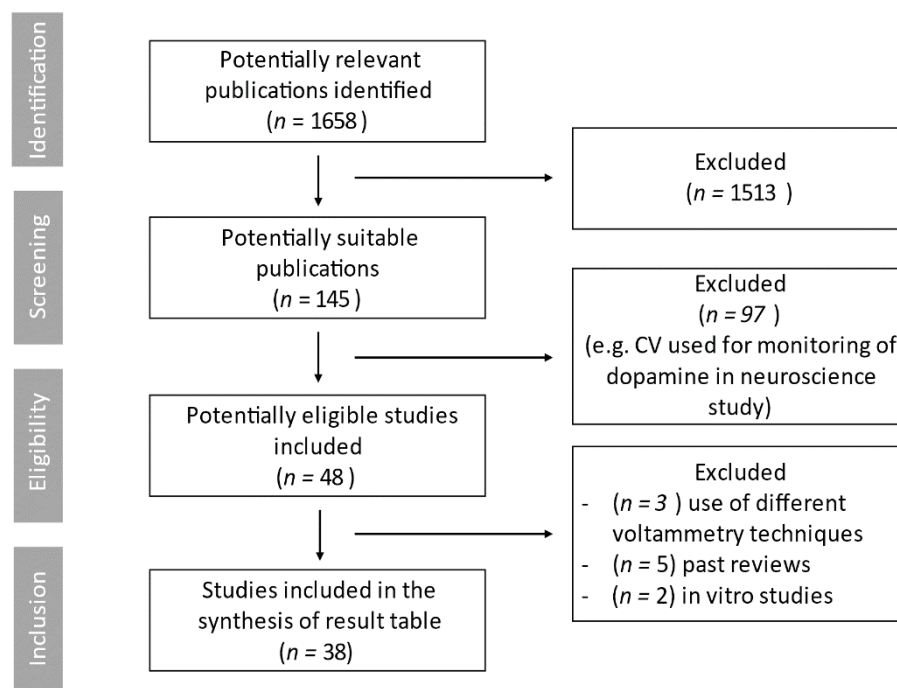 Identification
Potentially relevant
publications identified
(n = 1658 )
Excluded
(n = 1513 )
Screening
Potentially suitable
publications
(n = 145 )
Excluded
(n = 97 )
(e.g. CV used for monitoring of
dopamine in neuroscience
study)
Eligibility
Potentially eligible studies
included
(n = 48 )
Excluded
- (n = 3 ) use of different
voltammetry techniques
- (n = 5) past reviews
- (n = 2) in vitro studies
Inclusion
Studies included in the
synthesis of result table
(n = 38)